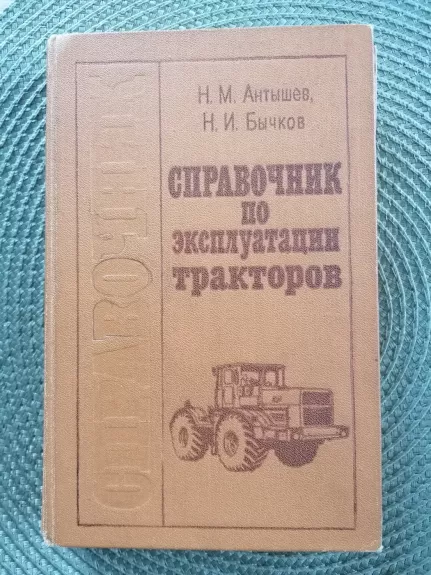 Н. М. Антышев,
Н. И. Бычков
СПРАВОЧНИК
по
эксплуатации
тракторов
СПРАВОЧНИК